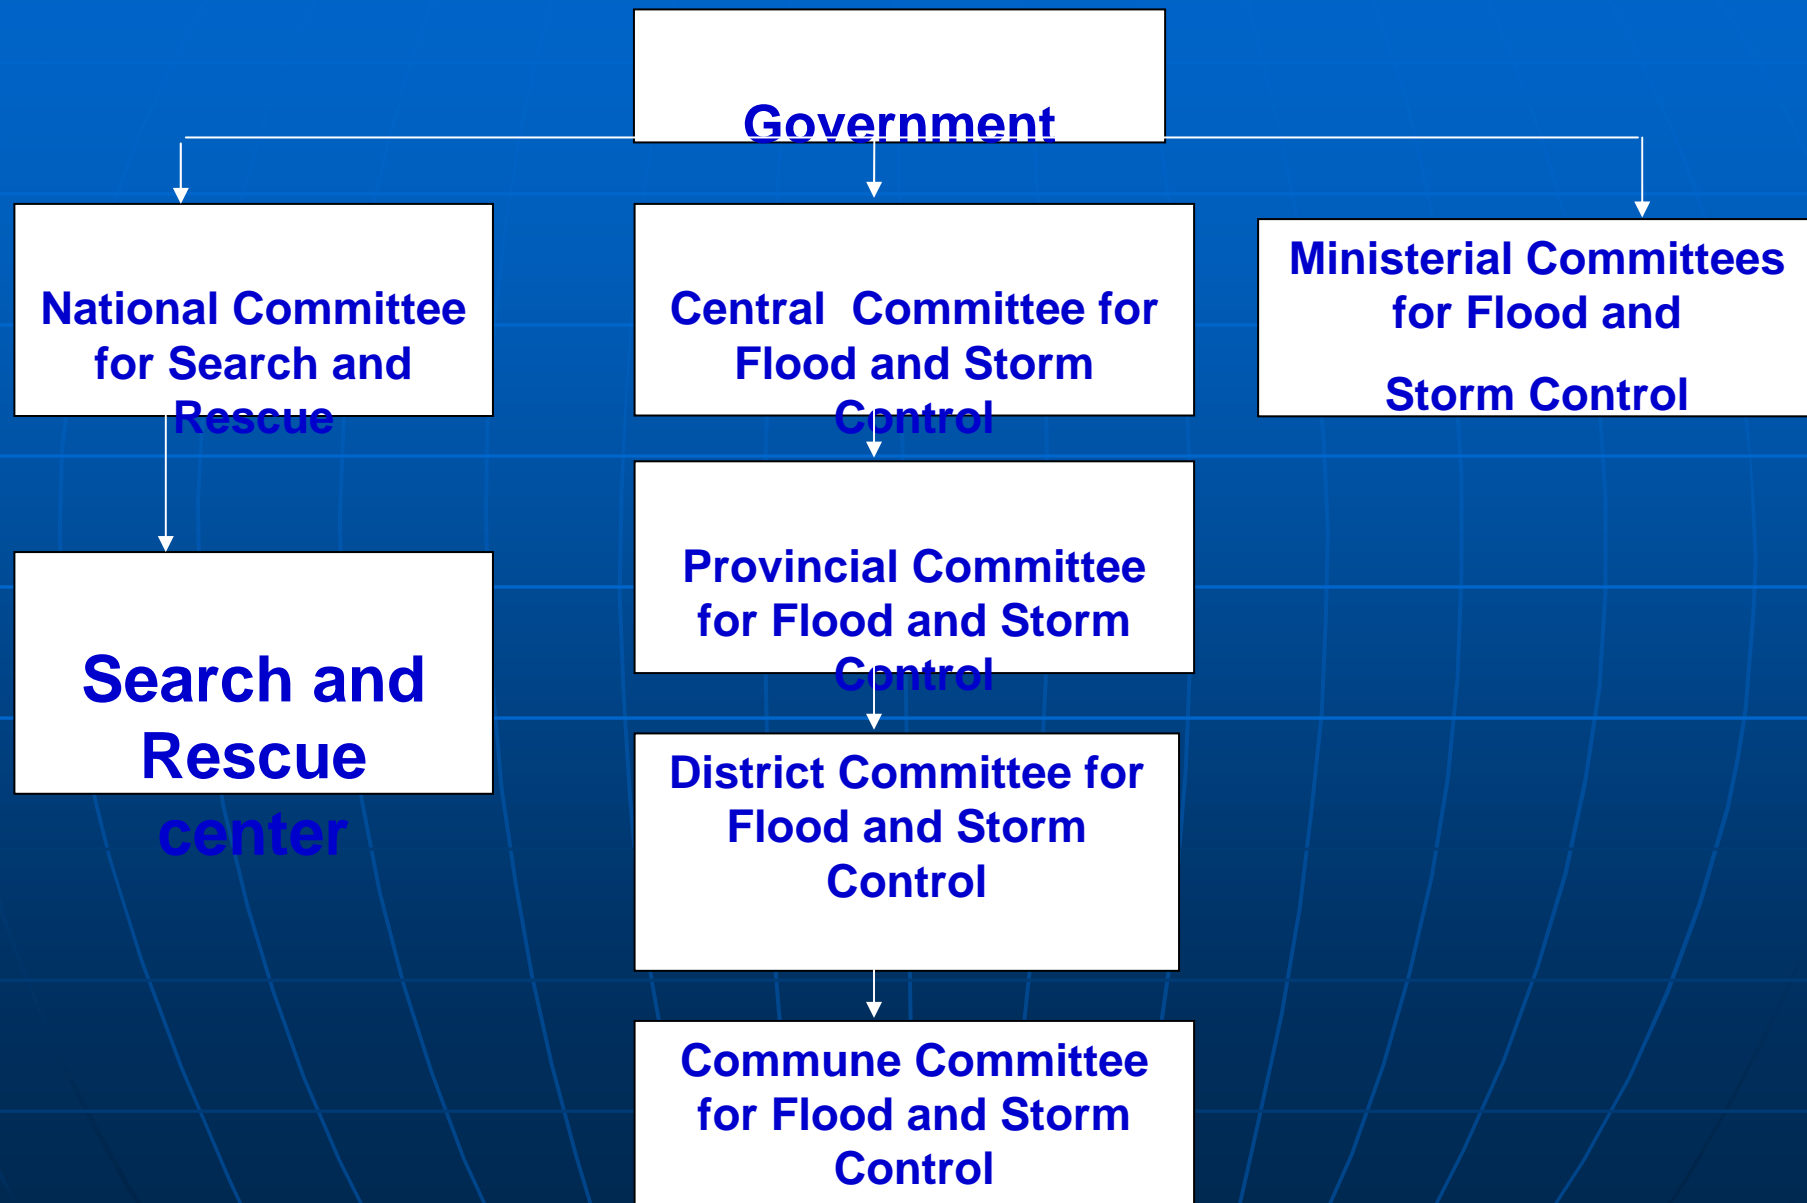 Government
National Committee
for Search and
Rescue
Central  Committee for
Flood and Storm
Control
Ministerial Committees
for Flood and
Storm Control
Search and
Rescue
center
Provincial Committee
for Flood and Storm
Control
District Committee for
Flood and Storm
Control
Commune Committee
for Flood and Storm
Control